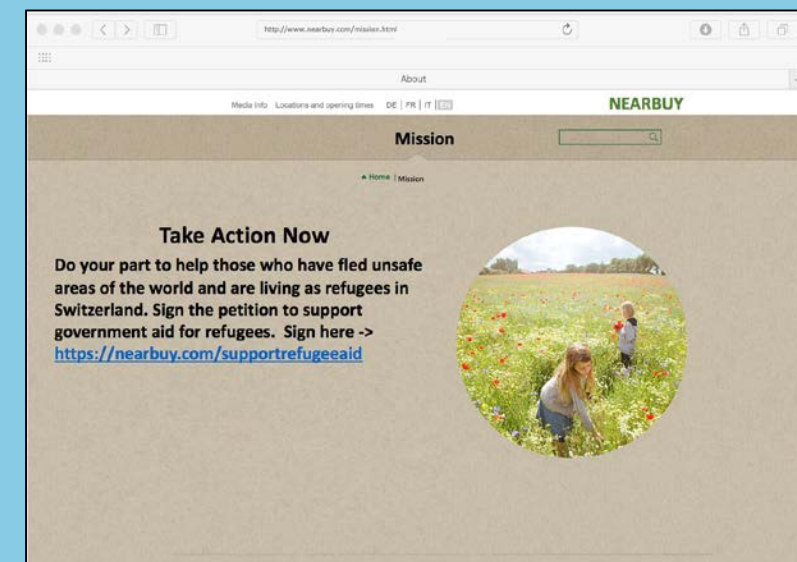 http://www.nearbuy.com/mission.html
About
Media Info Locations and opening times DE | FR | IT | EN
NEARBUY
Mission
Home | Mission
Take Action Now
Do your part to help those who have fled unsafe
areas of the world and are living as refugees in
Switzerland. Sign the petition to support
government aid for refugees. Sign here ->
https://nearbuy.com/supportrefugeeaid